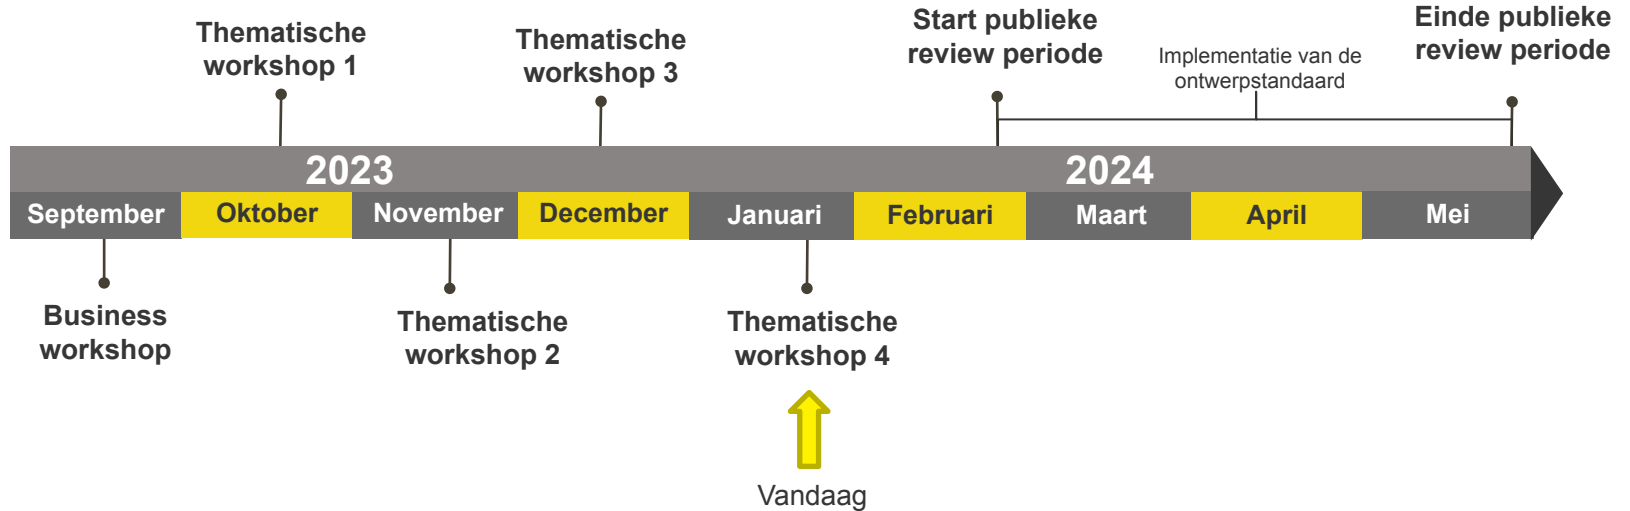 Thematische
workshop 1
Thematische
workshop 3
Start publieke
review periode
Implementatie van de
ontwerpstandaard
Einde publieke
review periode
2023
2024
September
Oktober
November
December
Januari
Februari
Maart
April
Mei
Business
workshop
Thematische
workshop 2
Thematische
workshop 4
Vandaag